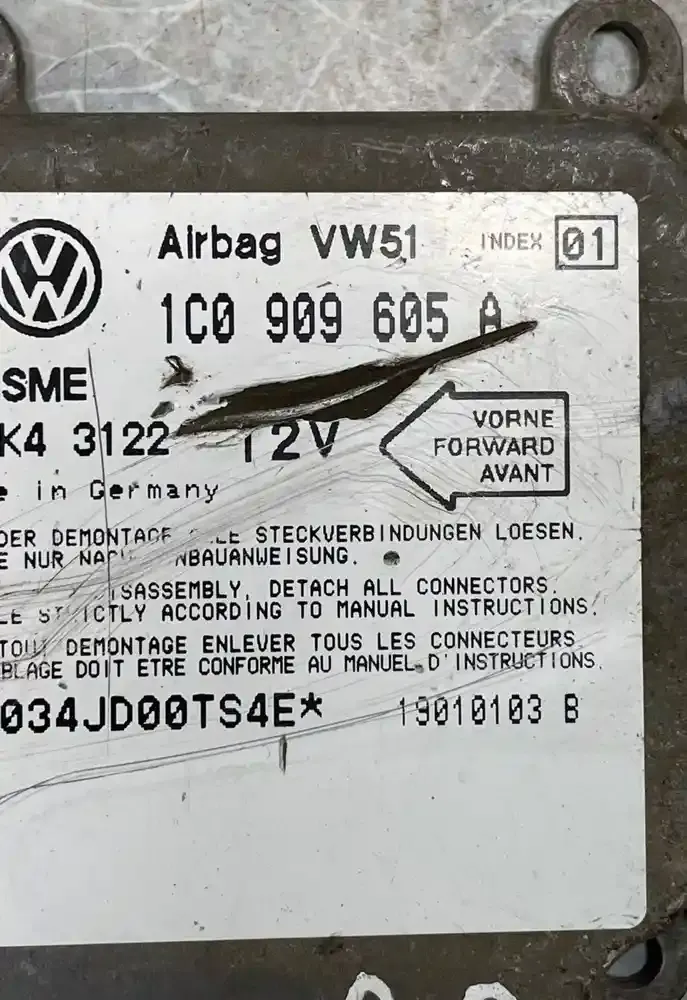 Airbag VW51 INDEX 01
1C0 909 605 A
SME
K4 3122 12V
VORNE
FORWARD
AVANT
in Germany
DER DEMONTAGE STECKVERBINDUNGEN LOESEN.
NUR
DISASSEMBLY, DETACH ALL CONNECTORS.
STRICTLY ACCORDING TO MANUAL INSTRUCTIONS.
DEMONTAGE ENLEVER TOUS LES CONNECTEURS
BLAGE DOIT ETRE CONFORME AU MANUEL D'INSTRUCTIONS.
034JD00TS4E* 19010103 B